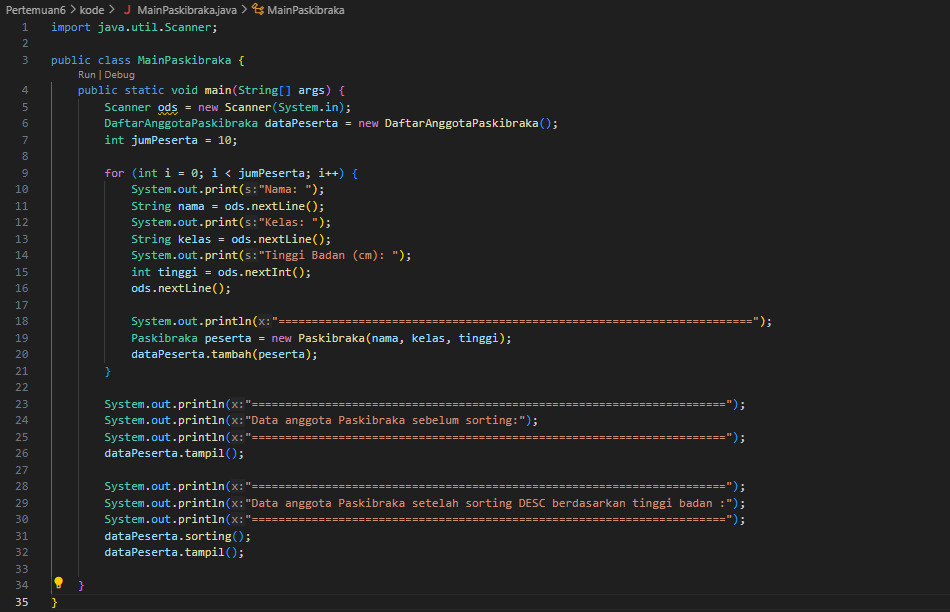 Pertemuan6 > kode > J MainPaskibraka.java > MainPaskibraka
1 import java.util.Scanner;
2
3 public class MainPaskibraka {
Run | Debug
4 public static void main(String[] args) {
5 Scanner ods = new Scanner(System.in);
6 DaftarAnggotaPaskibraka dataPeserta = new DaftarAnggotaPaskibraka();
7 int jumPeserta = 10;
8
9 for (int i = 0; i < jumPeserta; i++) {
10 System.out.print(s:"Nama: ");
11 String nama = ods.nextLine();
12 System.out.print(s:"Kelas: ");
13 String kelas = ods.nextLine();
14 System.out.print(s:"Tinggi Badan (cm): ");
15 int tinggi = ods.nextInt();
16 ods.nextLine();
17
18 System.out.println(x:"=======================================================================");
19 Paskibraka peserta = new Paskibraka(nama, kelas, tinggi);
20 dataPeserta.tambah(peserta);
21 }
22
23 System.out.println(x:"=======================================================================");
24 System.out.println(x:"Data anggota Paskibraka sebelum sorting:");
25 System.out.println(x:"=======================================================================");
26 dataPeserta.tampil();
27
28 System.out.println(x:"=======================================================================");
29 System.out.println(x:"Data anggota Paskibraka setelah sorting DESC berdasarkan tinggi badan :");
30 System.out.println(x:"=======================================================================");
31 dataPeserta.sorting();
32 dataPeserta.tampil();
33
34 }
35 }